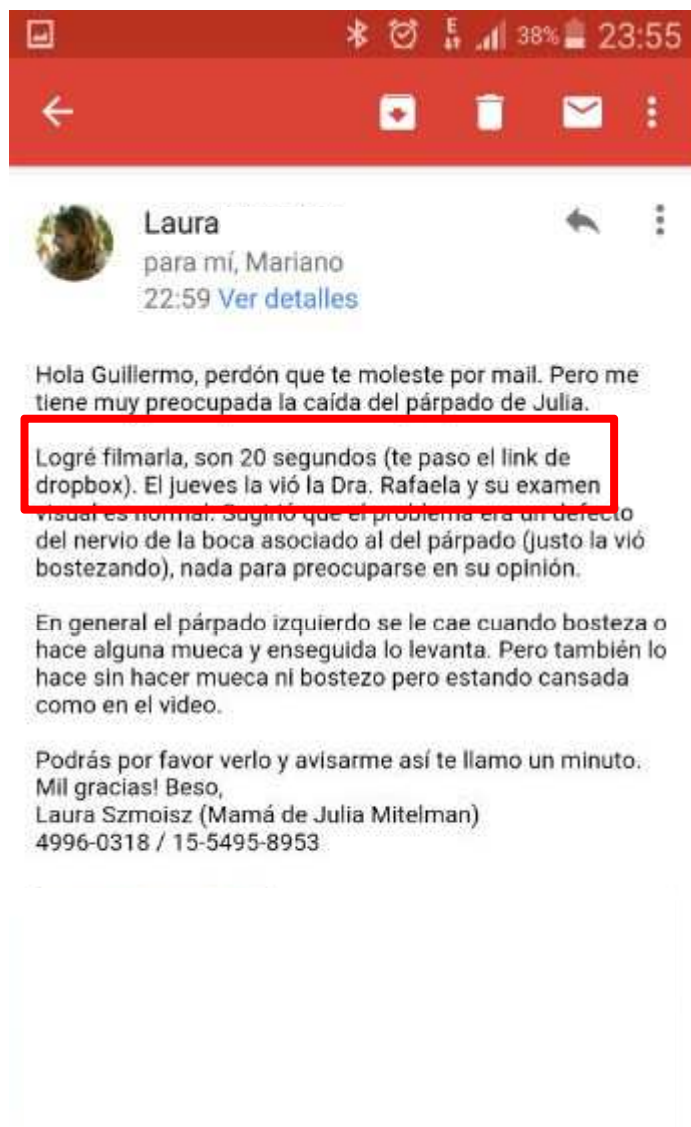 E 38% 23:55
Laura
para mí, Mariano
22:59 Ver detalles
Hola Guillermo, perdón que te moleste por mail. Pero me
tiene muy preocupada la caída del párpado de Julia.
Logré filmarla, son 20 segundos (te paso el link de
dropbox). El jueves la vió la Dra. Rafaela y su examen
visual es normal. Sugirió que el problema era un defecto
del nervio de la boca asociado al del párpado (justo la vió
bostezando), nada para preocuparse en su opinión.
En general el párpado izquierdo se le cae cuando bosteza o
hace alguna mueca y enseguida lo levanta. Pero también lo
hace sin hacer mueca ni bostezo pero estando cansada
como en el video.
Podrás por favor verlo y avisarme así te llamo un minuto.
Mil gracias! Beso,
Laura Szmoisz (Mamá de Julia Mitelman)
4996-0318 / 15-5495-8953